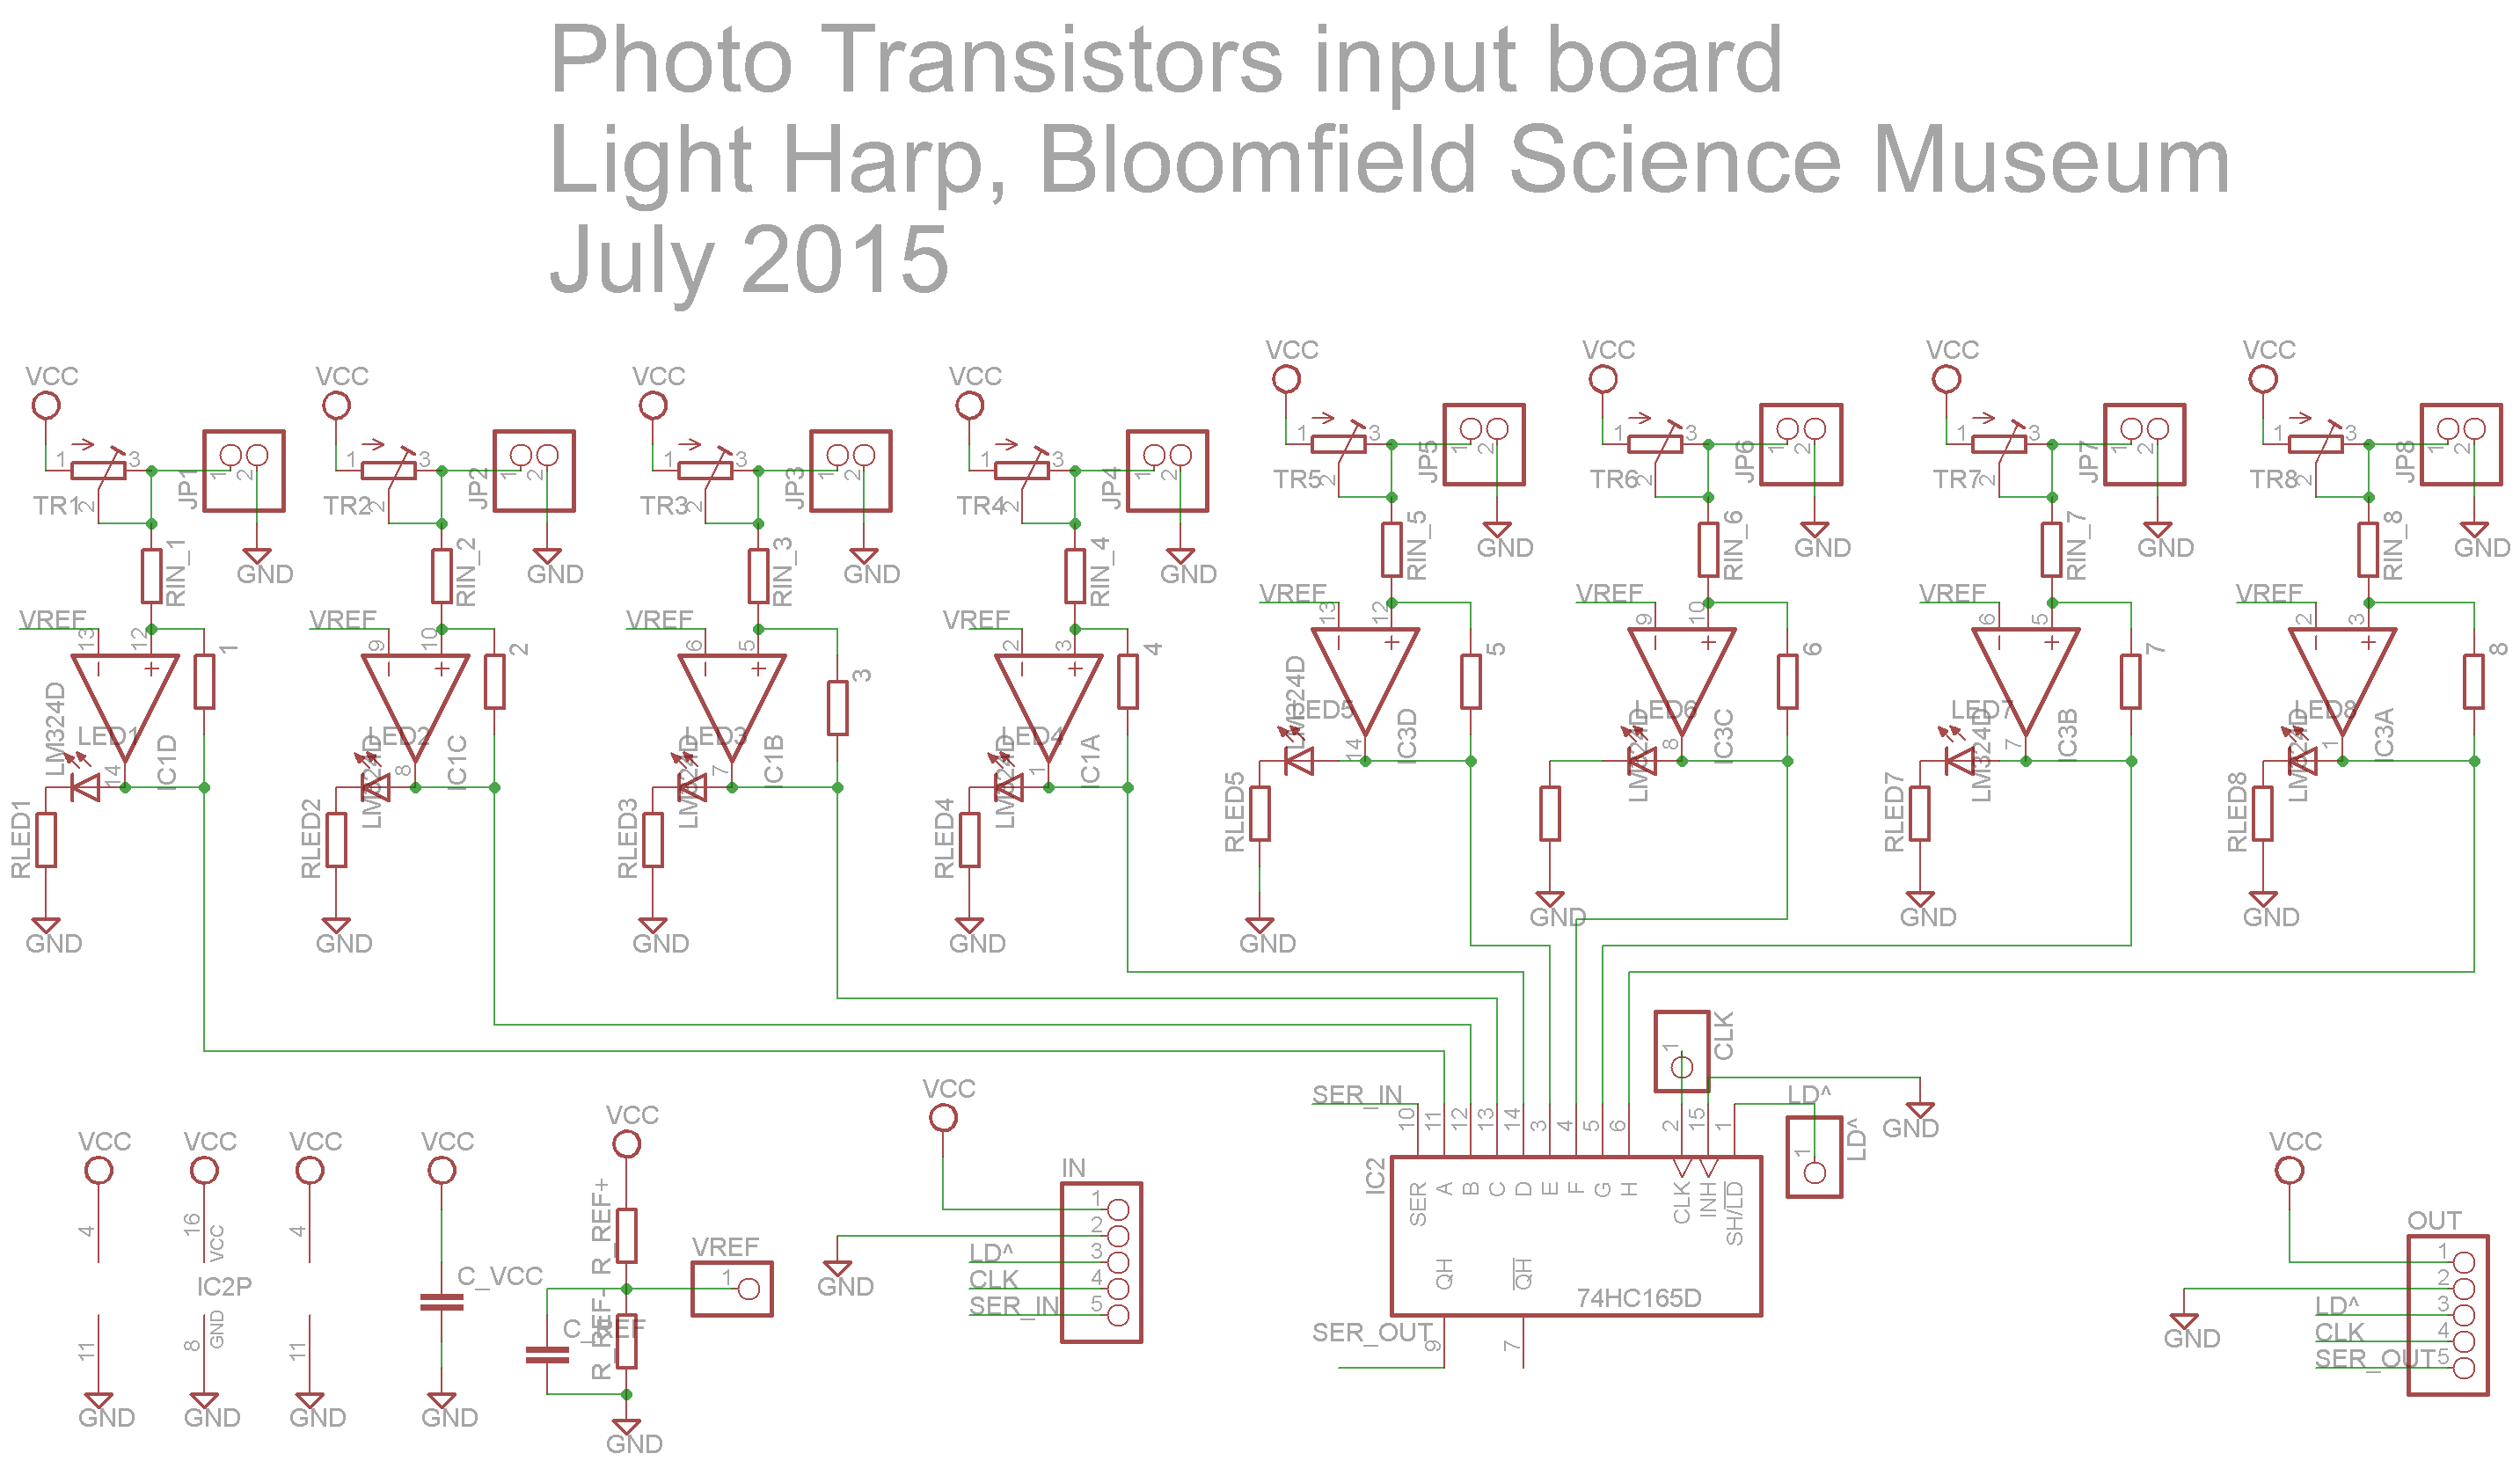 Photo Transistors input board
Light Harp, Bloomfield Science Museum
July 2015
VCC VCC VCC VCC VCC VCC VCC VCC
1 3 1 3 1 3 1 3 1 3 1 3 1 3 1 3
TR1 2 TR2 2 TR3 2 TR4 2 TR5 2 TR6 2 TR7 2 TR8 2
JP1 1 2 JP2 1 2 JP3 1 2 JP4 1 2 JP5 1 2 JP6 1 2 JP7 1 2 JP8 1 2
GND GND GND GND GND GND GND GND
RIN_1 RIN_2 RIN_3 RIN_4 RIN_5 RIN_6 RIN_7 RIN_8
VREF VREF VREF VREF VREF VREF VREF VREF
13 12 9 10 6 5 2 3 13 12 9 10 6 5 2 3
- + - + - + - + - + - + - + - +
1 2 3 4 5 6 7 8
LM324D LM324D LM324D LM324D LM324D LM324D LM324D LM324D
LED1 LED2 LED3 LED4 LED5 LED6 LED7 LED8
14 8 7 1 14 8 7 1
IC1D IC1C IC1B IC1A IC3D IC3C IC3B IC3A
RLED1 RLED2 RLED3 RLED4 RLED5 RLED7 RLED8
GND GND GND GND GND GND GND GND
VCC VCC VCC VCC
4 16 VCC 4
IC2P
11 8 GND 11
C_VCC
GND GND GND GND
VCC
R_REF+
VREF
1
R_REF-
C_REF
GND
VCC
IN
1
2
LD^ 3
CLK 4
SER_IN 5
GND
CLK
1
SER_IN
LD^
LD^
1
GND
10 11 12 13 14 3 4 5 6 2 15 1
IC2
SER A B C D E F G H CLK INH SH/LD
QH QH
74HC165D
SER_OUT
9 7
VCC
OUT
1
2
LD^ 3
CLK 4
SER_OUT 5
GND